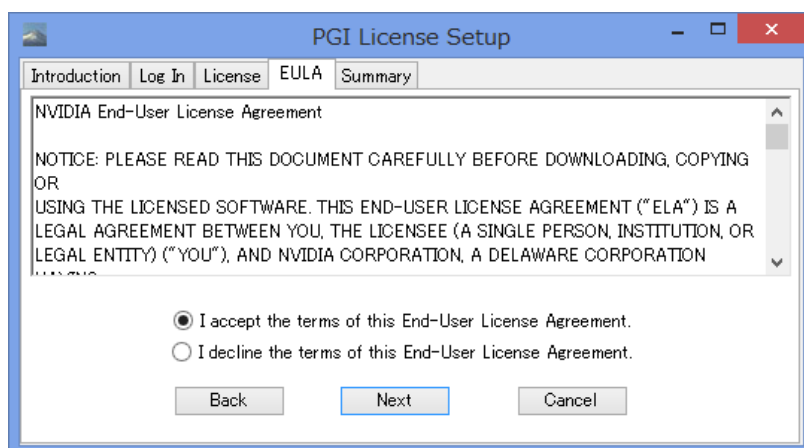 PGI License Setup
Introduction Log In License EULA Summary
NVIDIA End-User License Agreement
NOTICE: PLEASE READ THIS DOCUMENT CAREFULLY BEFORE DOWNLOADING, COPYING
OR
USING THE LICENSED SOFTWARE. THIS END-USER LICENSE AGREEMENT ("ELA") IS A
LEGAL AGREEMENT BETWEEN YOU, THE LICENSEE (A SINGLE PERSON, INSTITUTION, OR
LEGAL ENTITY) ("YOU"), AND NVIDIA CORPORATION, A DELAWARE CORPORATION
I accept the terms of this End-User License Agreement.
I decline the terms of this End-User License Agreement.
Back Next Cancel